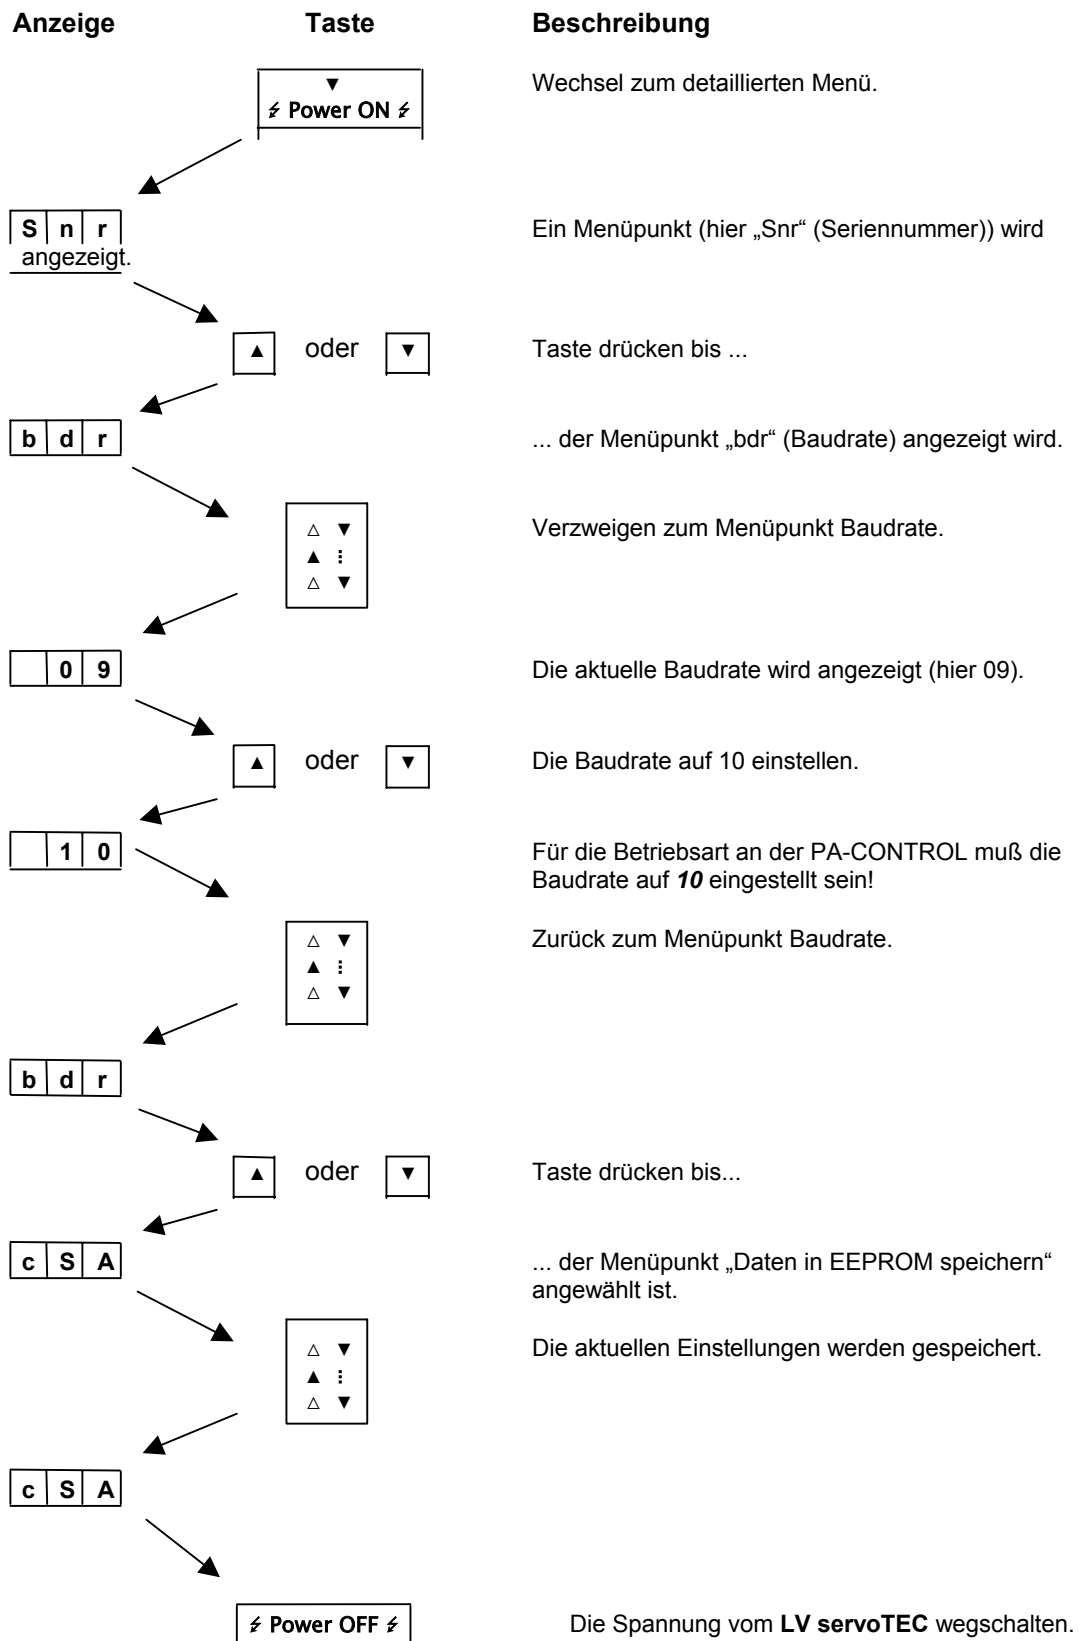 Anzeige Taste Beschreibung
▼ Wechsel zum detaillierten Menü.
⚡ Power ON ⚡
S n r Ein Menüpunkt (hier „Snr“ (Seriennummer)) wird
angezeigt.
▲ oder ▼ Taste drücken bis ...
b d r ... der Menüpunkt „bdr“ (Baudrate) angezeigt wird.
△ ▼ Verzweigen zum Menüpunkt Baudrate.
▲ ⋮
△ ▼
0 9 Die aktuelle Baudrate wird angezeigt (hier 09).
▲ oder ▼ Die Baudrate auf 10 einstellen.
1 0 Für die Betriebsart an der PA-CONTROL muß die
Baudrate auf 10 eingestellt sein!
△ ▼ Zurück zum Menüpunkt Baudrate.
▲ ⋮
△ ▼
b d r
▲ oder ▼ Taste drücken bis...
c S A ... der Menüpunkt „Daten in EEPROM speichern“
angewählt ist.
△ ▼ Die aktuellen Einstellungen werden gespeichert.
▲ ⋮
△ ▼
c S A
⚡ Power OFF ⚡ Die Spannung vom LV servoTEC wegschalten.